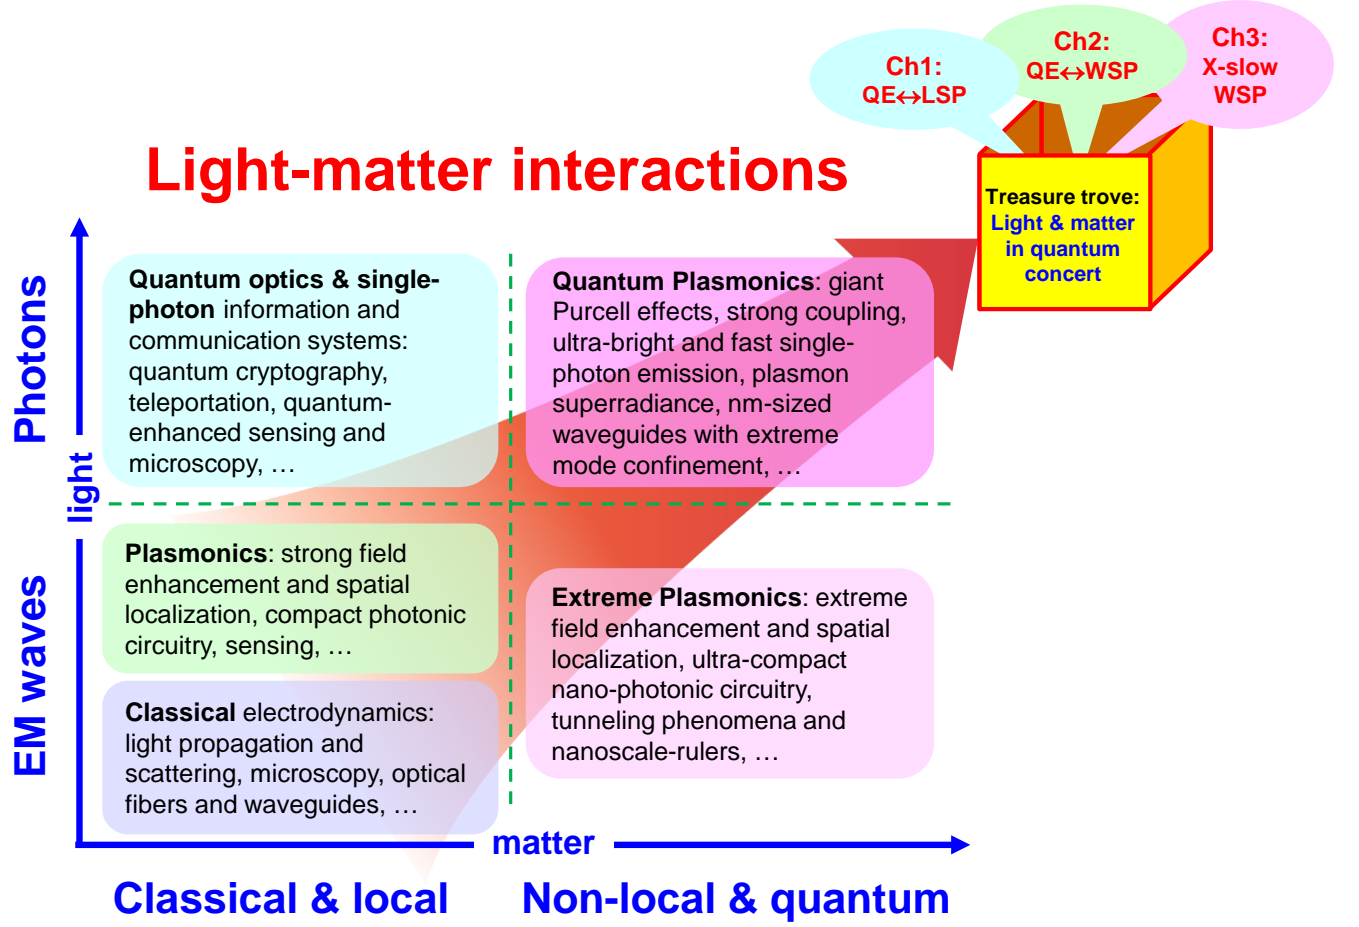 Ch1:
QE↔LSP
Ch2:
QE↔WSP
Ch3:
X-slow
WSP
Light-matter interactions
Treasure trove:
Light & matter
in quantum
concert
Photons
light
EM waves
Quantum optics & single-
photon information and
communication systems:
quantum cryptography,
teleportation, quantum-
enhanced sensing and
microscopy, …
Quantum Plasmonics: giant
Purcell effects, strong coupling,
ultra-bright and fast single-
photon emission, plasmon
superradiance, nm-sized
waveguides with extreme
mode confinement, …
Plasmonics: strong field
enhancement and spatial
localization, compact photonic
circuitry, sensing, …
Classical electrodynamics:
light propagation and
scattering, microscopy, optical
fibers and waveguides, …
Extreme Plasmonics: extreme
field enhancement and spatial
localization, ultra-compact
nano-photonic circuitry,
tunneling phenomena and
nanoscale-rulers, …
matter
Classical & local
Non-local & quantum